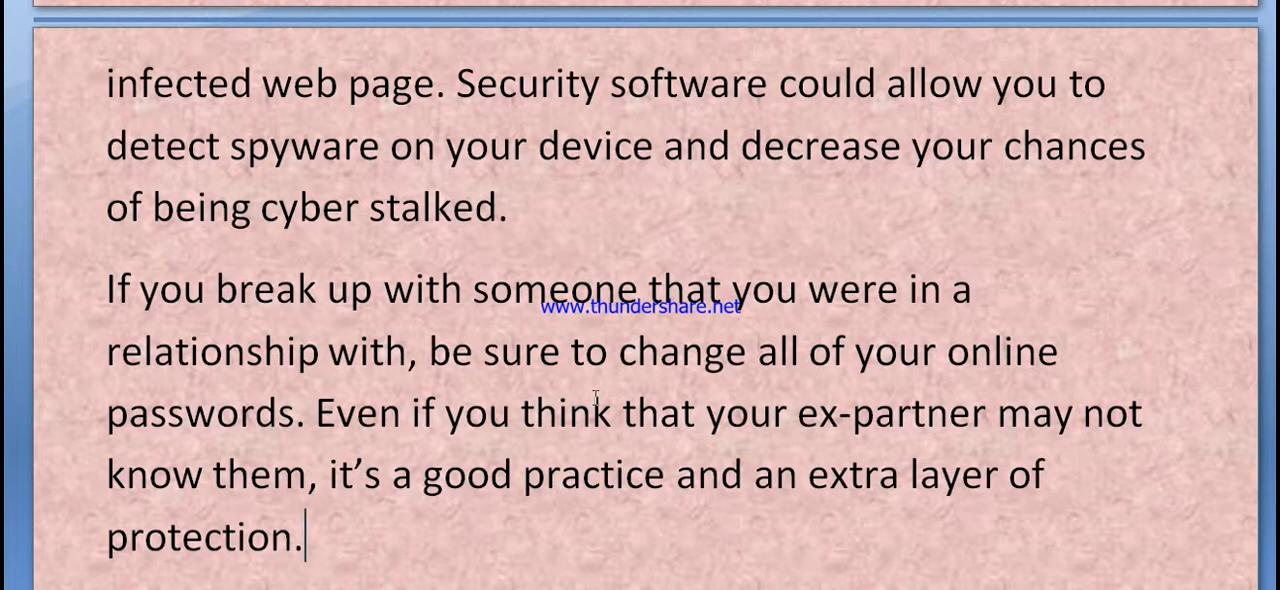 infected web page. Security software could allow you to
detect spyware on your device and decrease your chances
of being cyber stalked.
If you break up with someone that you were in a
www.thundershare.net
relationship with, be sure to change all of your online
passwords. Even if you think that your ex-partner may not
know them, it’s a good practice and an extra layer of
protection.